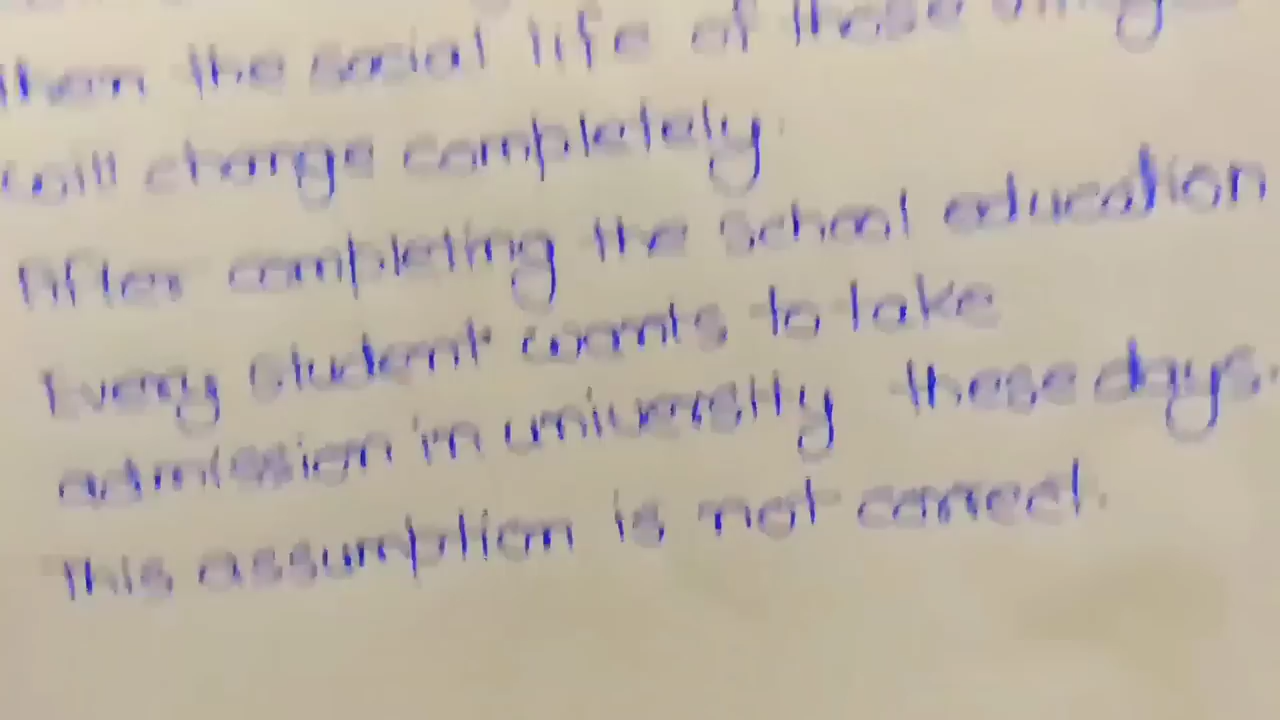 then the social life of these
will change completely.
After completing the school education
Every student wants to take
admission in university these days.
This assumption is not correct.